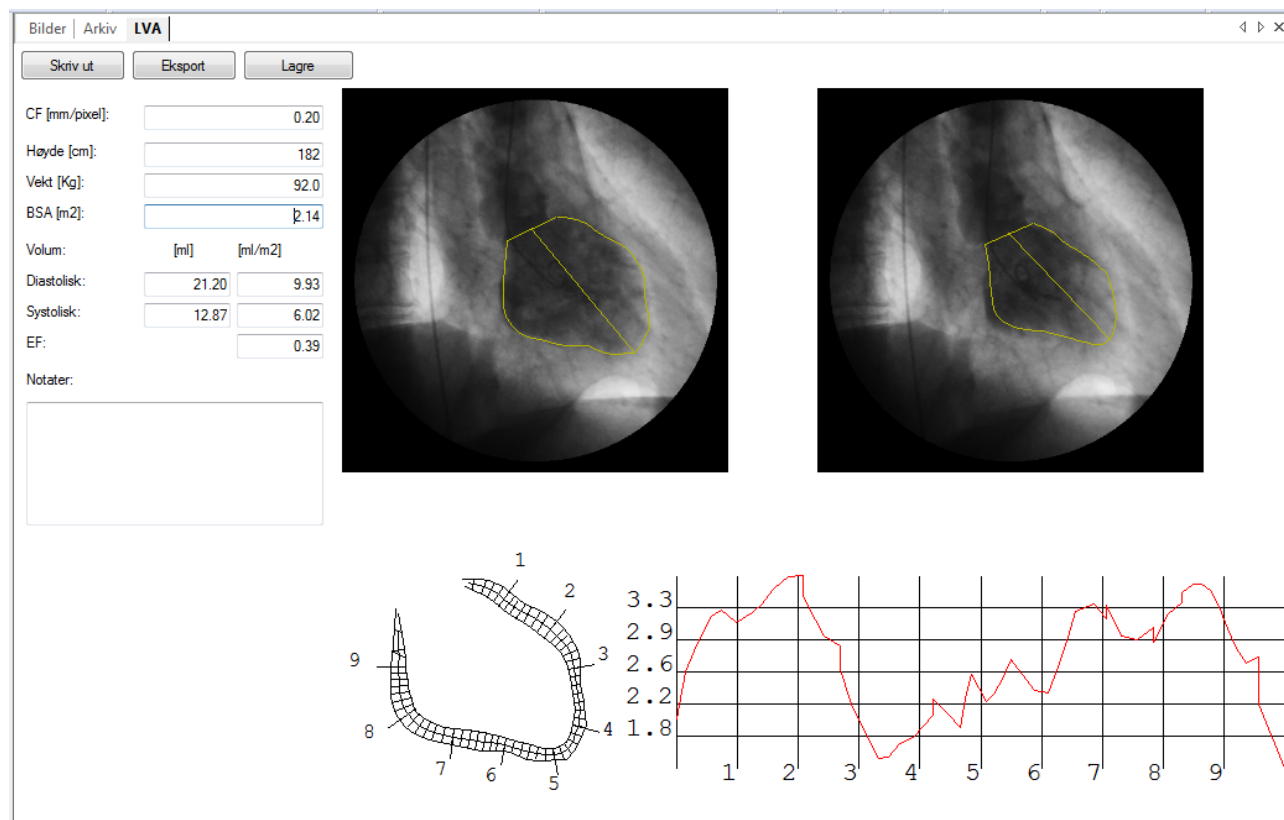 Bilder Arkiv LVA
Skriv ut Eksport Lagre
CF [mm/pixel]: 0.20
Høyde [cm]: 182
Vekt [Kg]: 92.0
BSA [m2]: 2.14
Volum: [ml] [ml/m2]
Diastolisk: 21.20 9.93
Systolisk: 12.87 6.02
EF: 0.39
Notater:
1
2
3
4
5
6
7
8
9
3.3
2.9
2.6
2.2
1.8
1 2 3 4 5 6 7 8 9